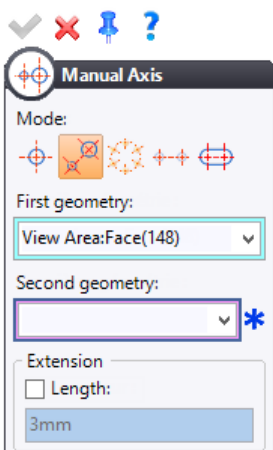 Manual Axis
Mode:
First geometry:
View Area:Face(148)
Second geometry:
Extension
Length:
3mm